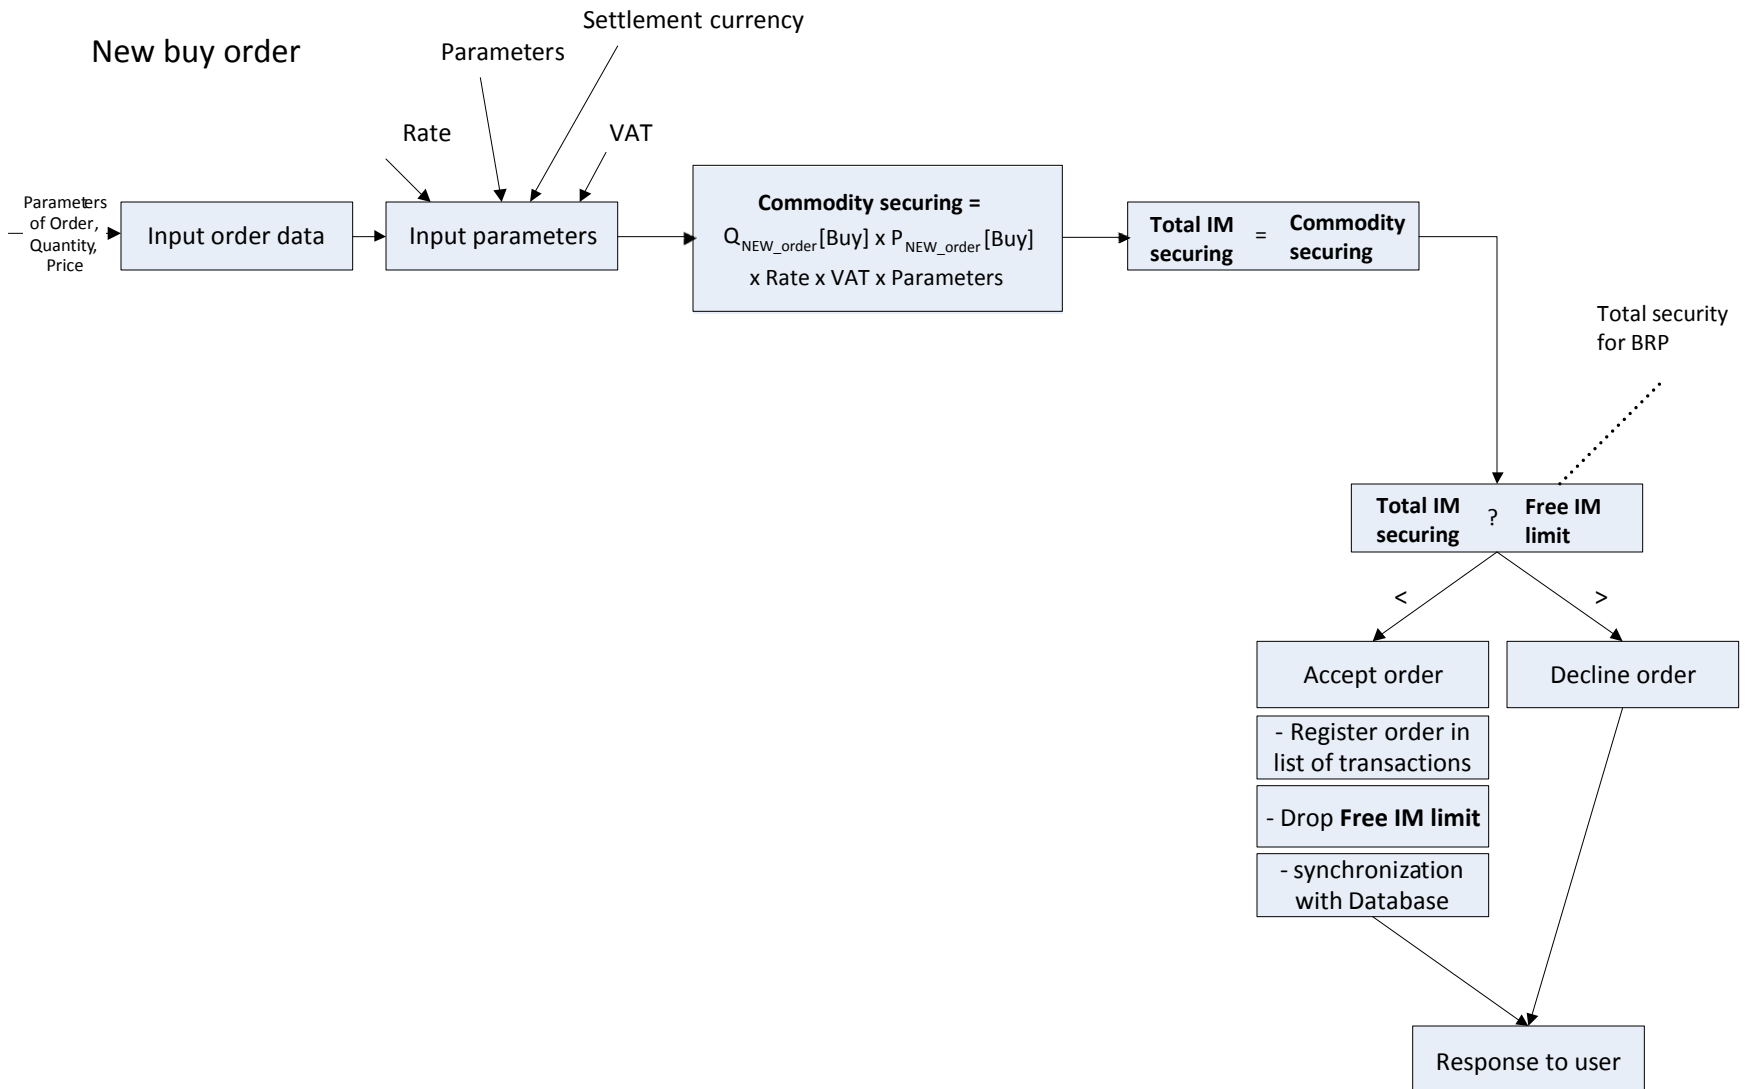 New buy order
Settlement currency
Parameters
Rate
VAT
Parameters
of Order,
Quantity,
Price
Input order data
Input parameters
Commodity securing =
Q_NEW_order[Buy] x P_NEW_order[Buy]
x Rate x VAT x Parameters
Total IM
securing
=
Commodity
securing
Total security
for BRP
Total IM
securing
?
Free IM
limit
<
>
Accept order
Decline order
- Register order in
list of transactions
- Drop Free IM limit
- synchronization
with Database
Response to user